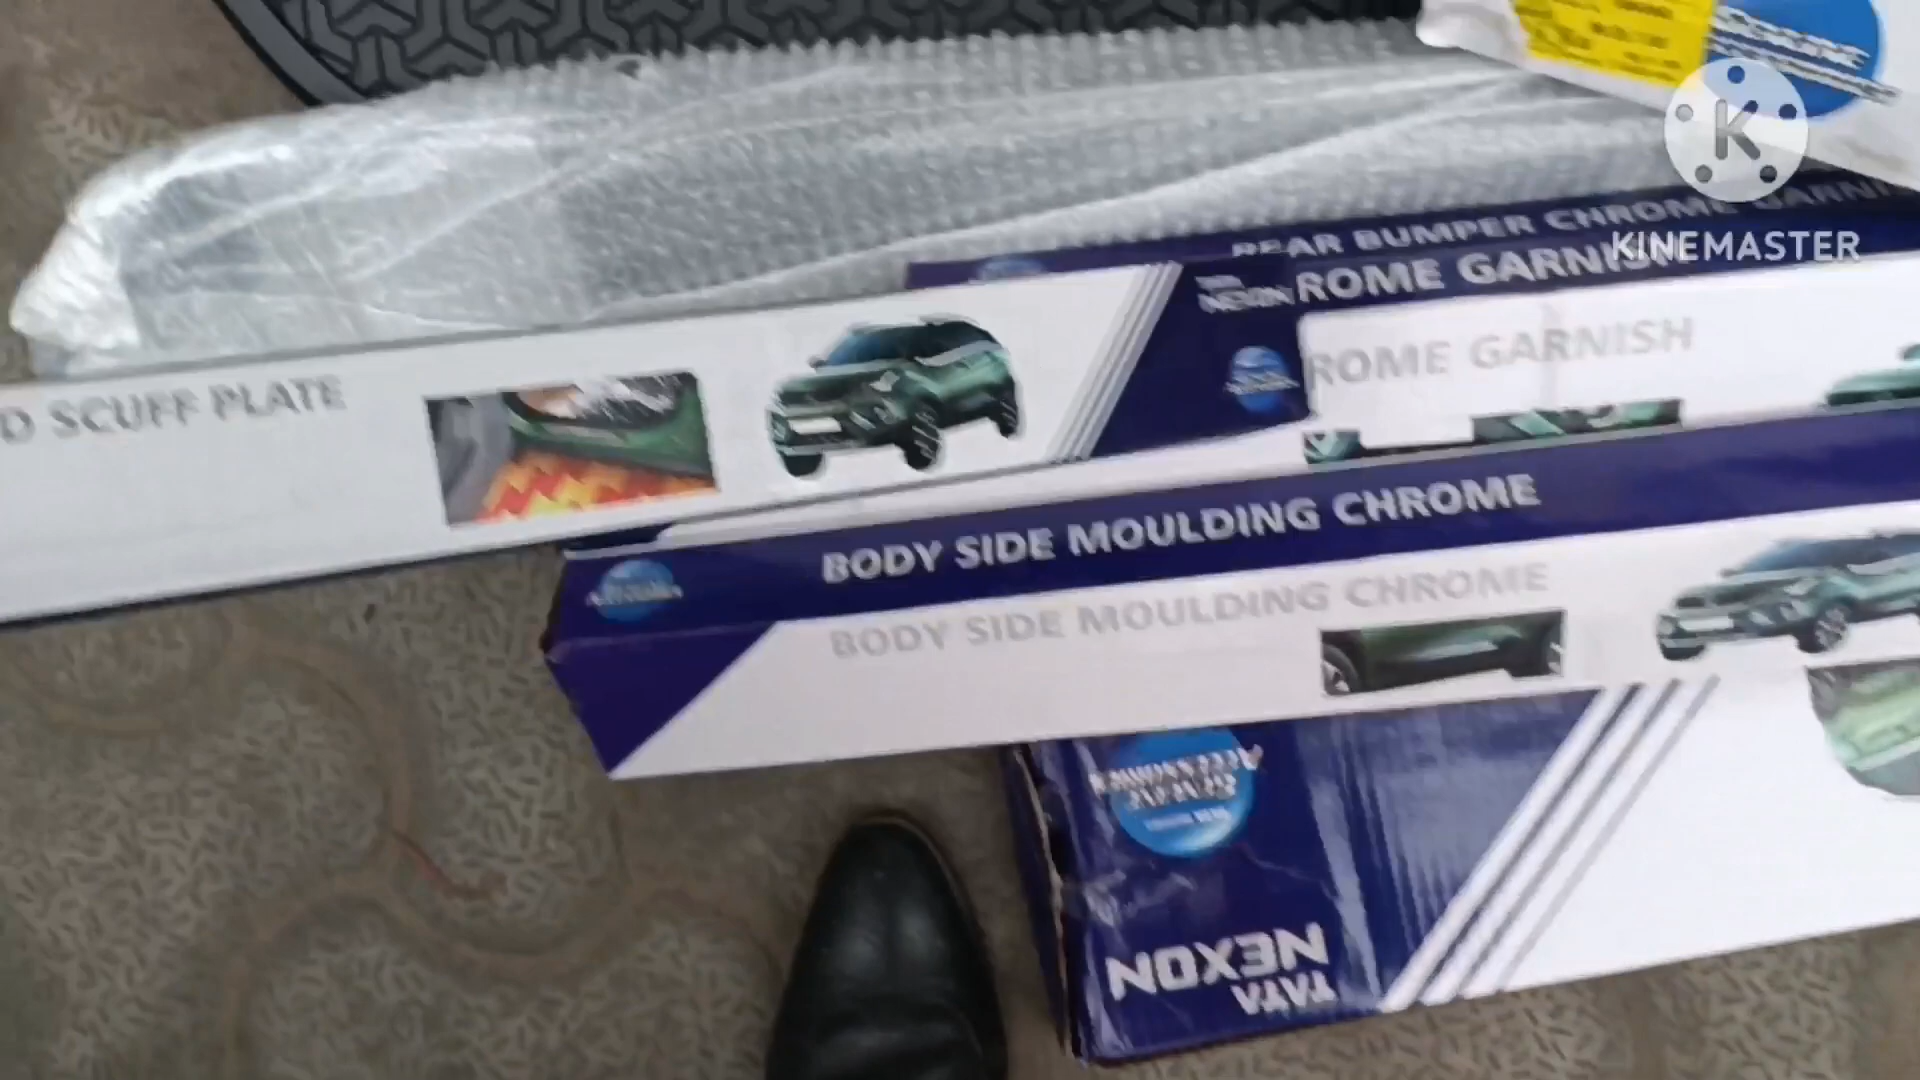 KINEMASTER
REAR BUMPER CHROME GARNI
NEXON
ROME GARNISH
ROME GARNISH
D SCUFF PLATE
BODY SIDE MOULDING CHROME
BODY SIDE MOULDING CHROME
TATA
NEXON